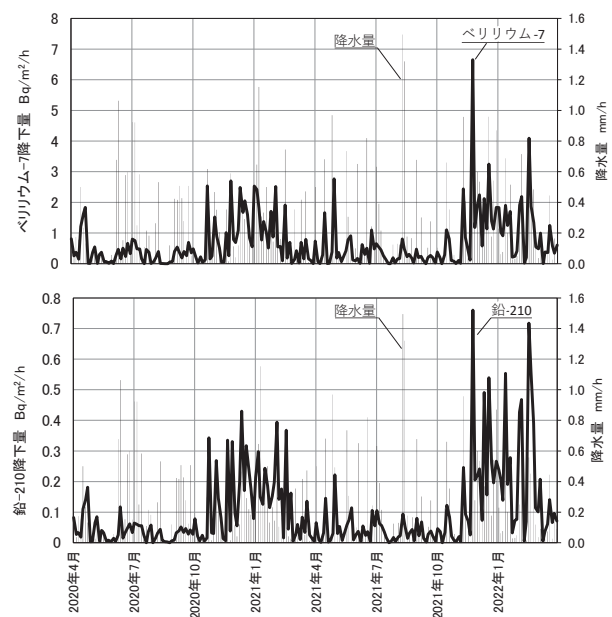 ベリリウム-7降下量 Bq/m²/h
8
7
6
5
4
3
2
1
0
降水量
ベリリウム-7
1.6
1.4
1.2
1.0
0.8
0.6
0.4
0.2
0.0
降水量 mm/h
鉛-210降下量 Bq/m²/h
0.8
0.7
0.6
0.5
0.4
0.3
0.2
0.1
0
降水量
鉛-210
1.6
1.4
1.2
1.0
0.8
0.6
0.4
0.2
0.0
降水量 mm/h
2020年4月
2020年7月
2020年10月
2021年1月
2021年4月
2021年7月
2021年10月
2022年1月